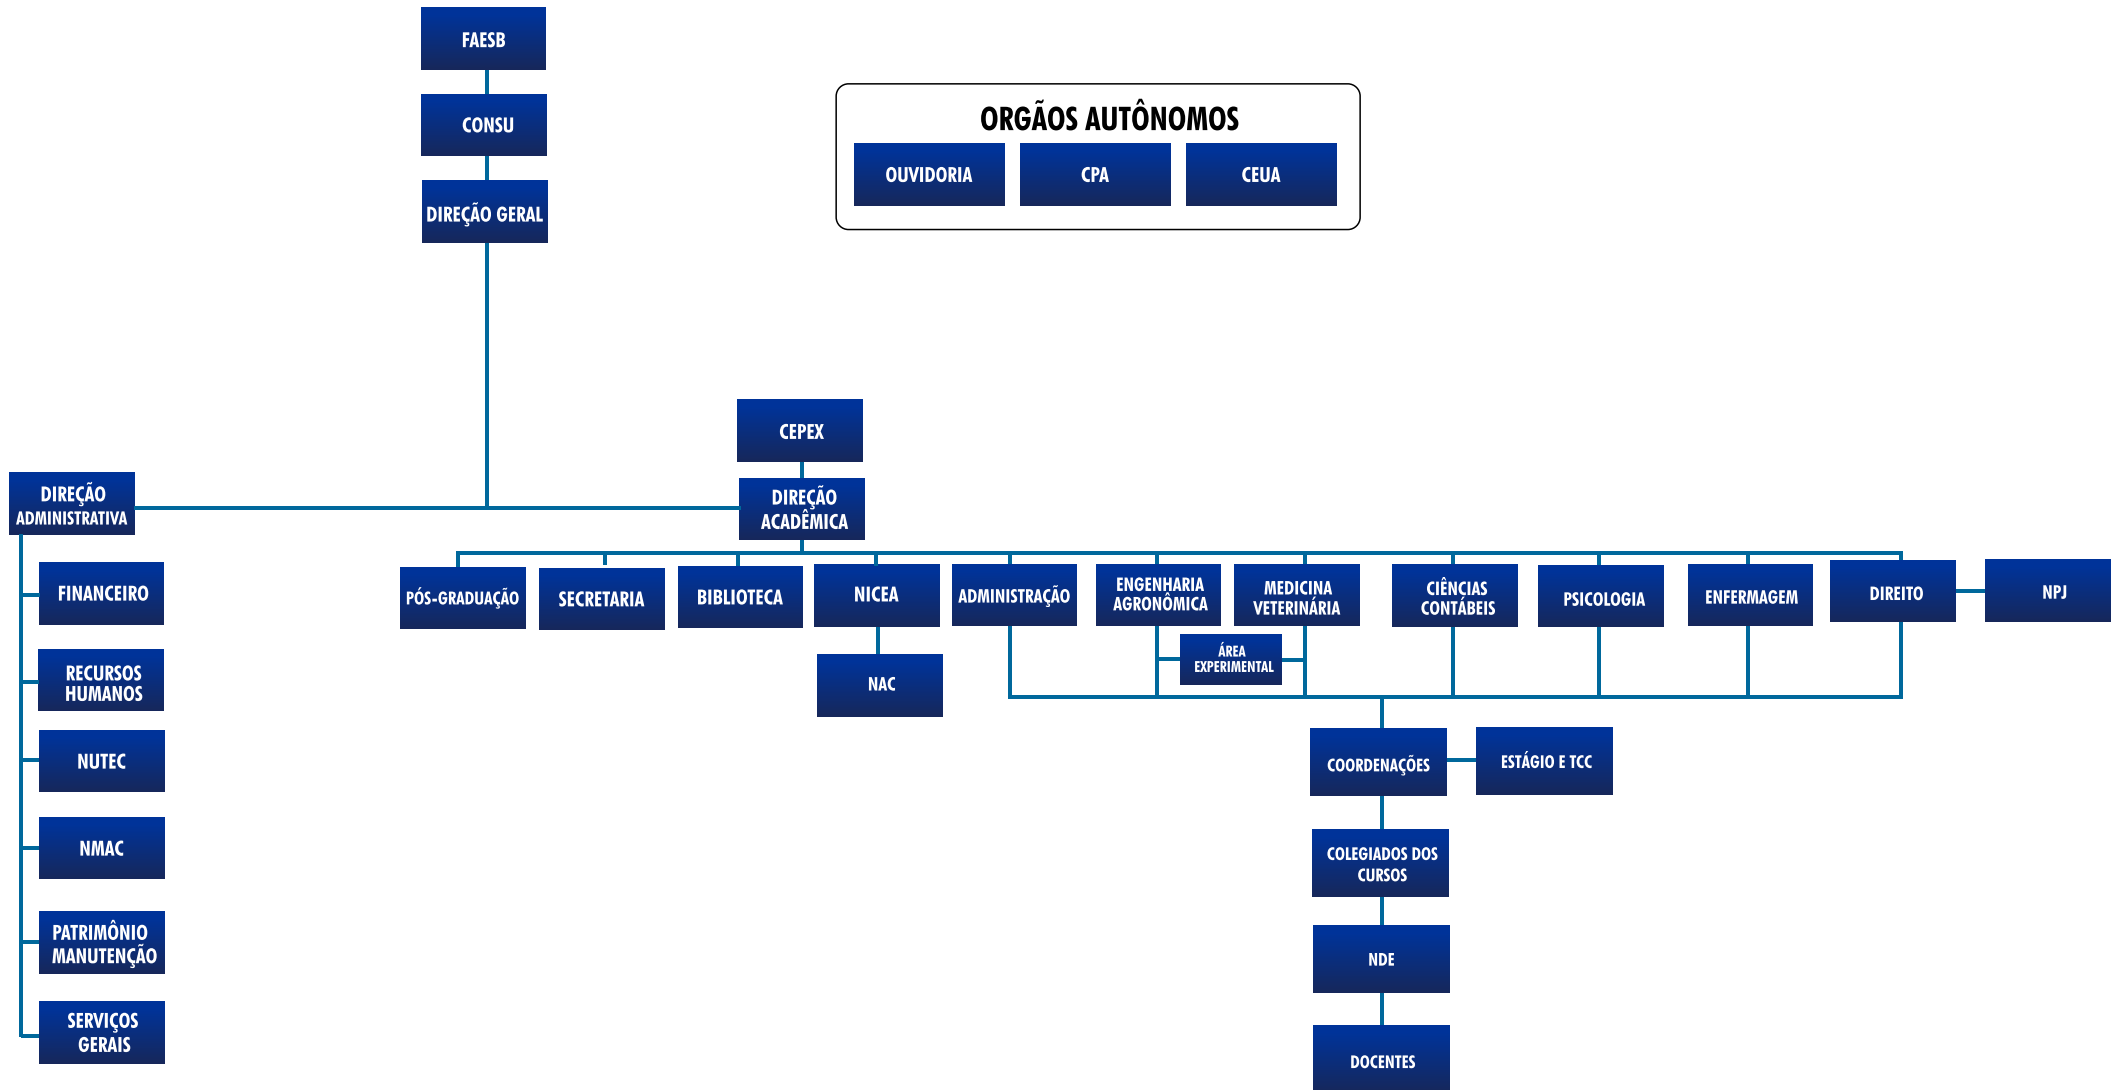 FAESB
CONSU
DIREÇÃO GERAL
ORGÃOS AUTÔNOMOS
OUVIDORIA
CPA
CEUA
CEPEX
DIREÇÃO
ADMINISTRATIVA
DIREÇÃO
ACADÊMICA
FINANCEIRO
RECURSOS
HUMANOS
NUTEC
NMAC
PATRIMÔNIO
MANUTENÇÃO
SERVIÇOS
GERAIS
PÓS-GRADUAÇÃO
SECRETARIA
BIBLIOTECA
NICEA
NAC
ADMINISTRAÇÃO
ENGENHARIA
AGRONÔMICA
MEDICINA
VETERINÁRIA
ÁREA
EXPERIMENTAL
CIÊNCIAS
CONTÁBEIS
PSICOLOGIA
ENFERMAGEM
DIREITO
NPJ
COORDENAÇÕES
ESTÁGIO E TCC
COLEGIADOS DOS
CURSOS
NDE
DOCENTES